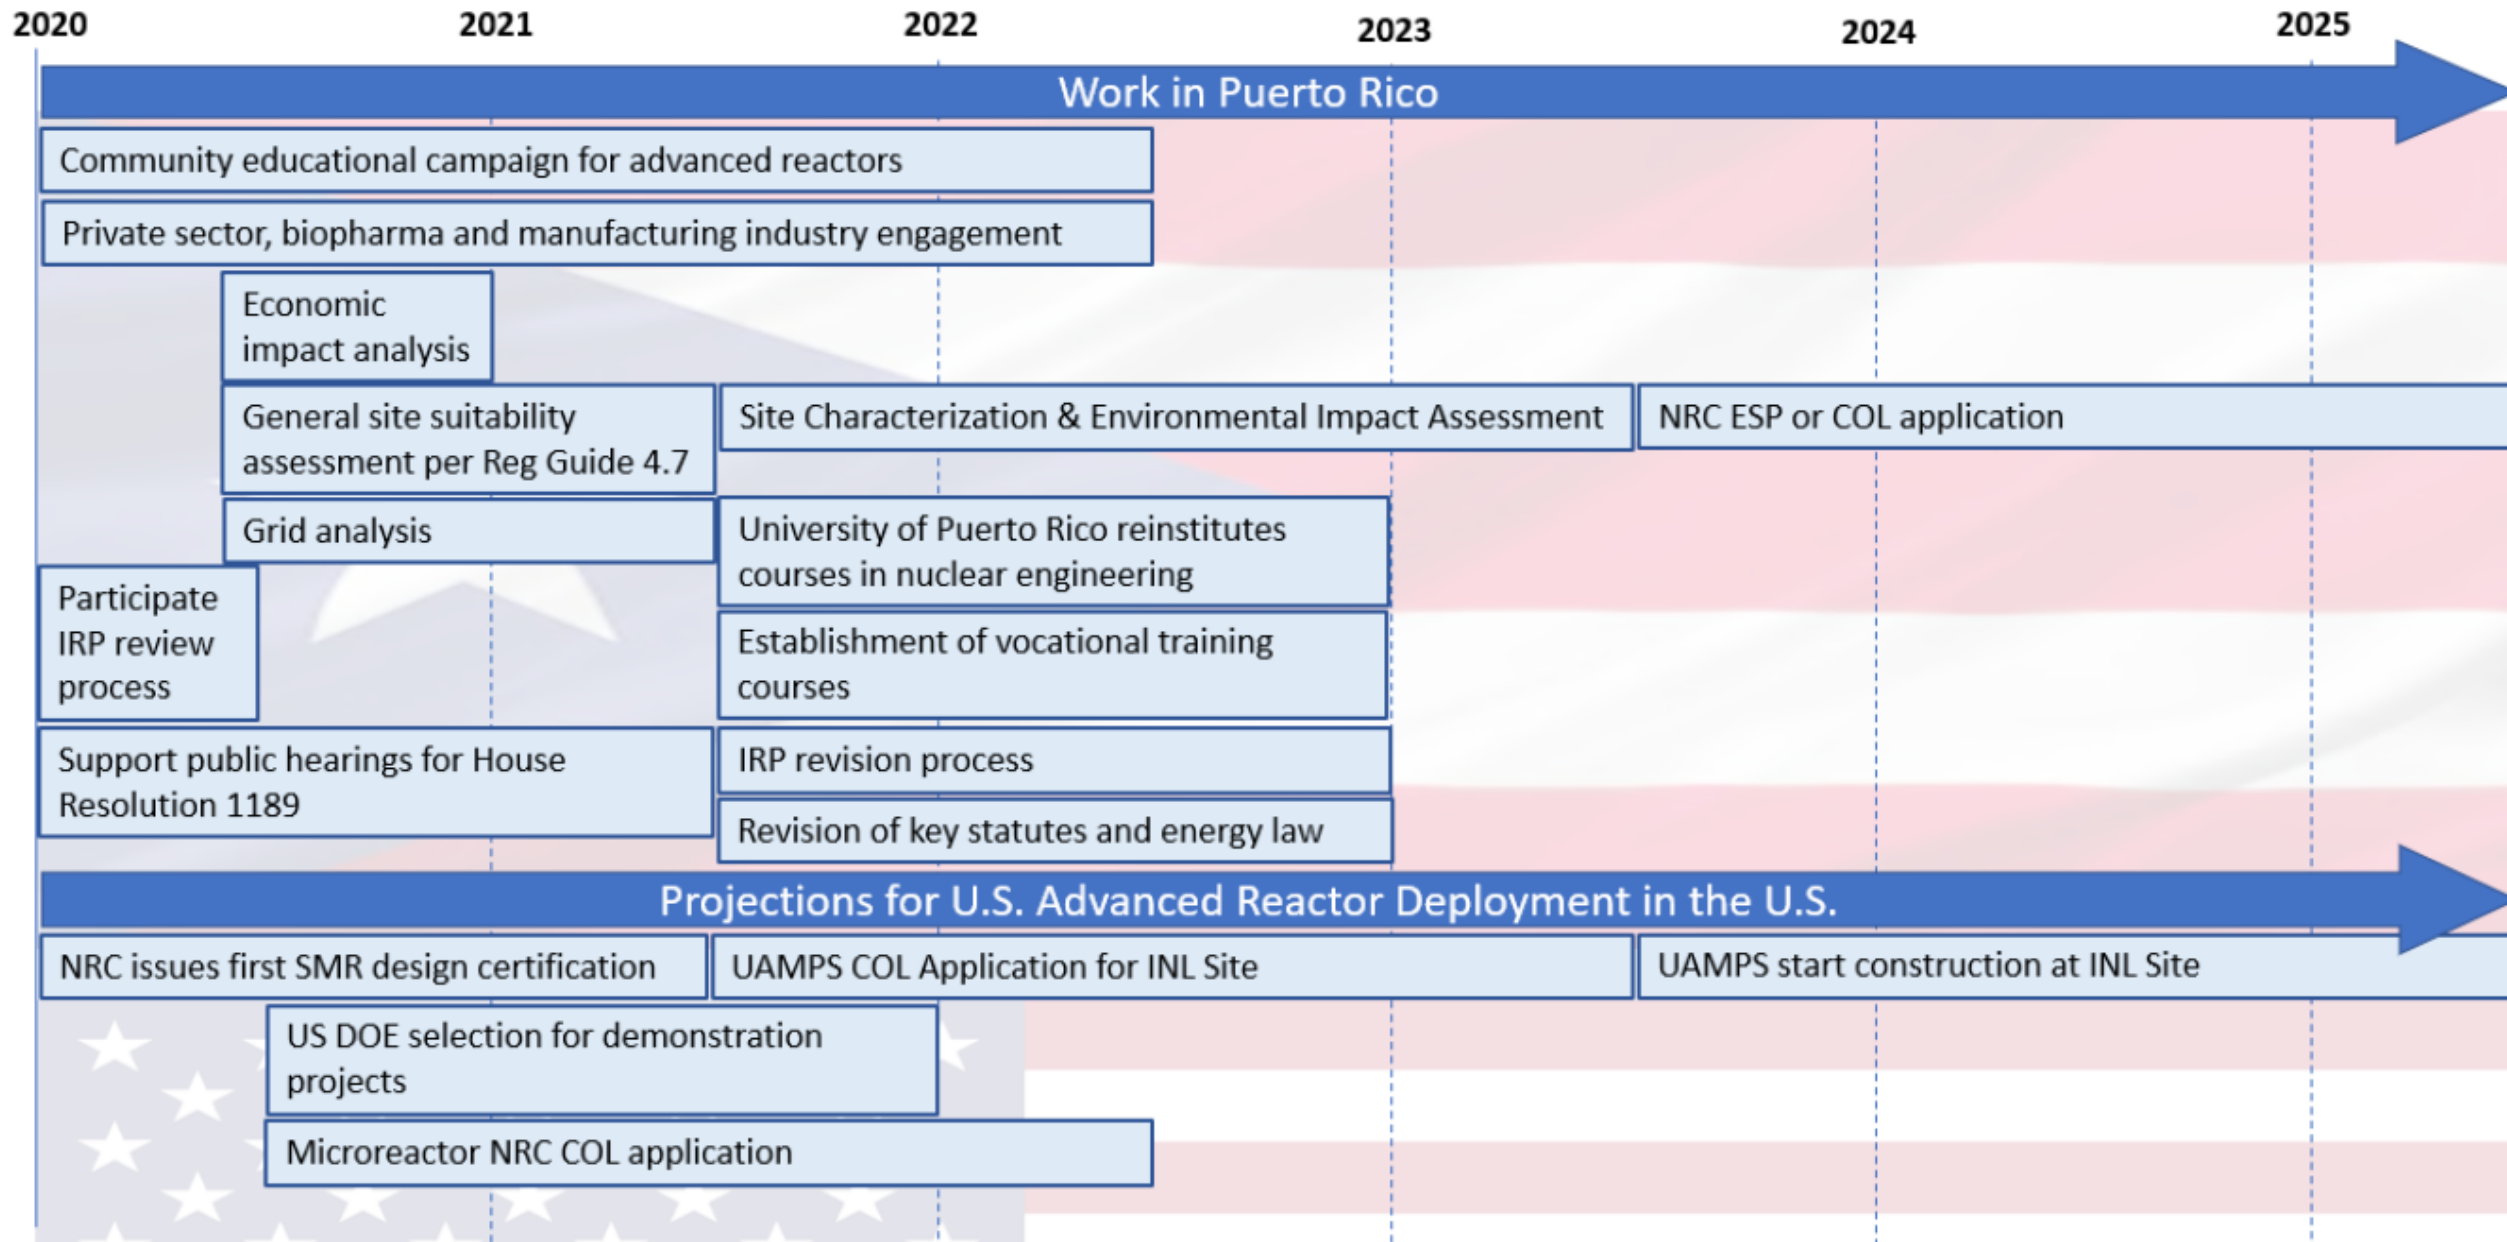 2020 2021 2022 2023 2024 2025
Work in Puerto Rico
Community educational campaign for advanced reactors
Private sector, biopharma and manufacturing industry engagement
Economic
impact analysis
General site suitability
assessment per Reg Guide 4.7
Site Characterization & Environmental Impact Assessment
NRC ESP or COL application
Grid analysis
University of Puerto Rico reinstitutes
courses in nuclear engineering
Participate
IRP review
process
Establishment of vocational training
courses
Support public hearings for House
Resolution 1189
IRP revision process
Revision of key statutes and energy law
Projections for U.S. Advanced Reactor Deployment in the U.S.
NRC issues first SMR design certification
UAMPS COL Application for INL Site
UAMPS start construction at INL Site
US DOE selection for demonstration
projects
Microreactor NRC COL application